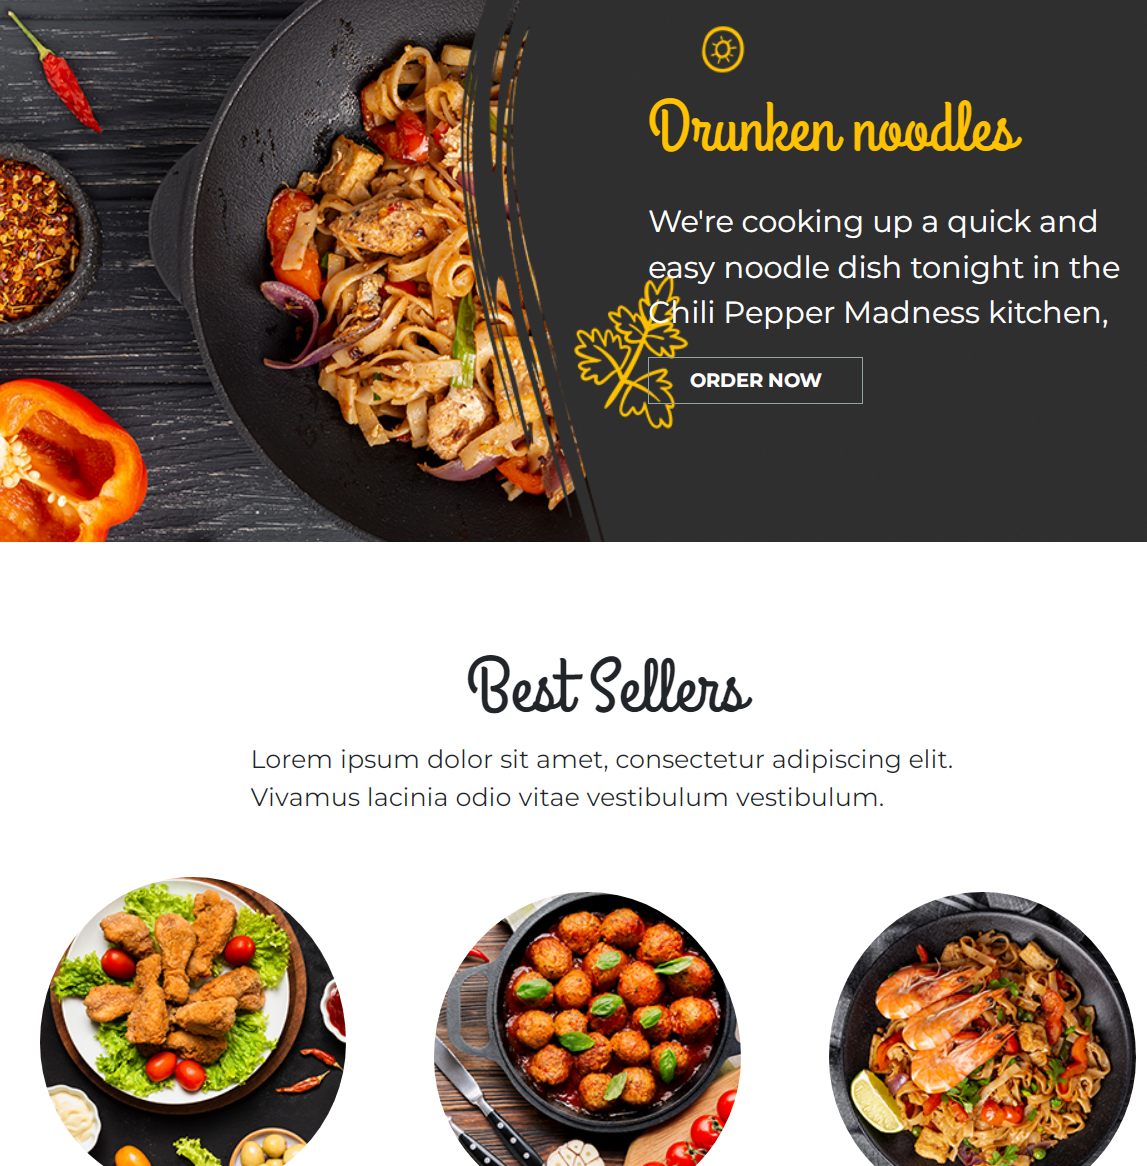 Drunken noodles
We're cooking up a quick and
easy noodle dish tonight in the
Chili Pepper Madness kitchen,
ORDER NOW
Best Sellers
Lorem ipsum dolor sit amet, consectetur adipiscing elit.
Vivamus lacinia odio vitae vestibulum vestibulum.